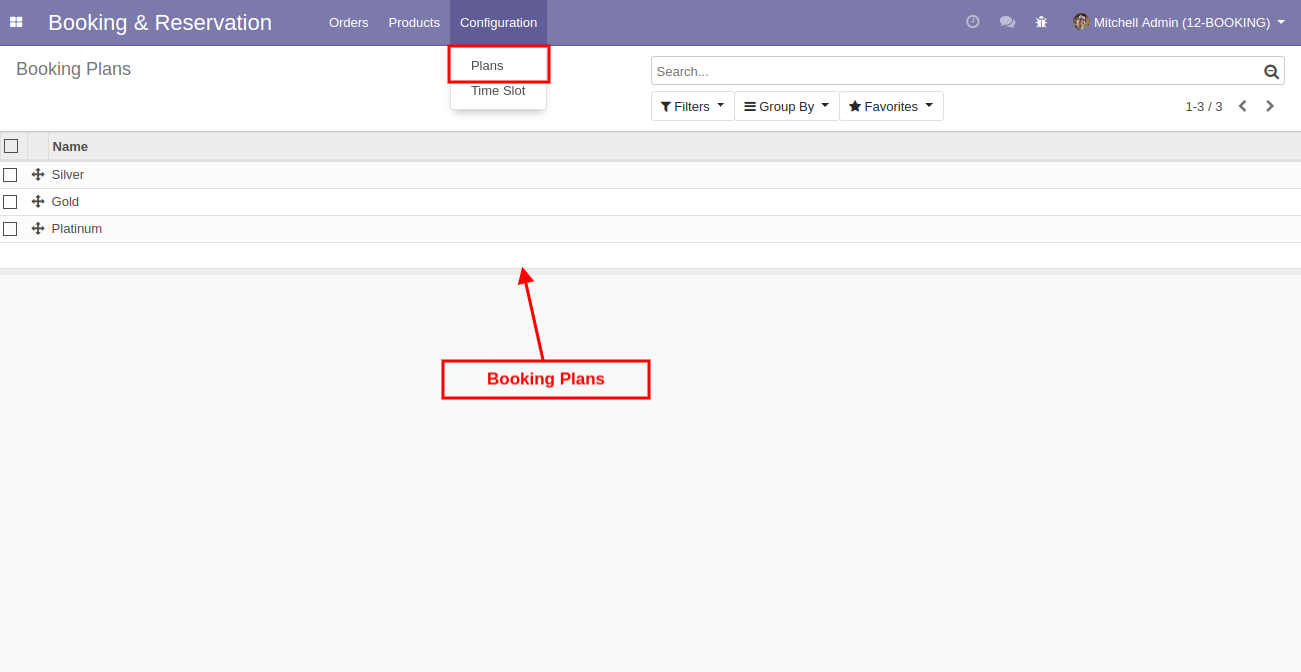 Booking & Reservation Orders Products Configuration Mitchell Admin (12-BOOKING)
Booking Plans
Plans
Time Slot
Search...
Filters Group By Favorites 1-3 / 3
Name
Silver
Gold
Platinum
Booking Plans